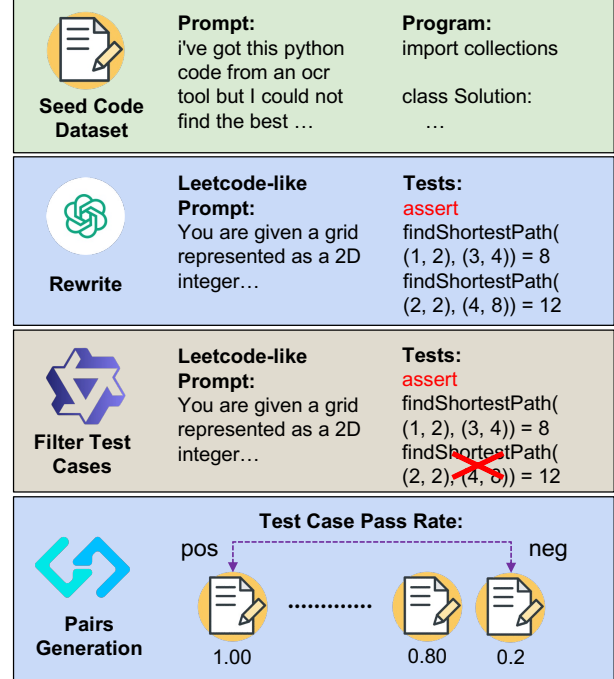 Seed Code
Dataset
Prompt:
i've got this python
code from an ocr
tool but I could not
find the best ...
Program:
import collections
class Solution:
...
Rewrite
Leetcode-like
Prompt:
You are given a grid
represented as a 2D
integer…
Tests:
assert
findShortestPath(
(1, 2), (3, 4)) = 8
findShortestPath(
(2, 2), (4, 8)) = 12
Filter Test
Cases
Leetcode-like
Prompt:
You are given a grid
represented as a 2D
integer…
Tests:
assert
findShortestPath(
(1, 2), (3, 4)) = 8
findShortestPath(
(2, 2), (4, 8)) = 12
Pairs
Generation
Test Case Pass Rate:
pos
neg
.............
1.00
0.80
0.2